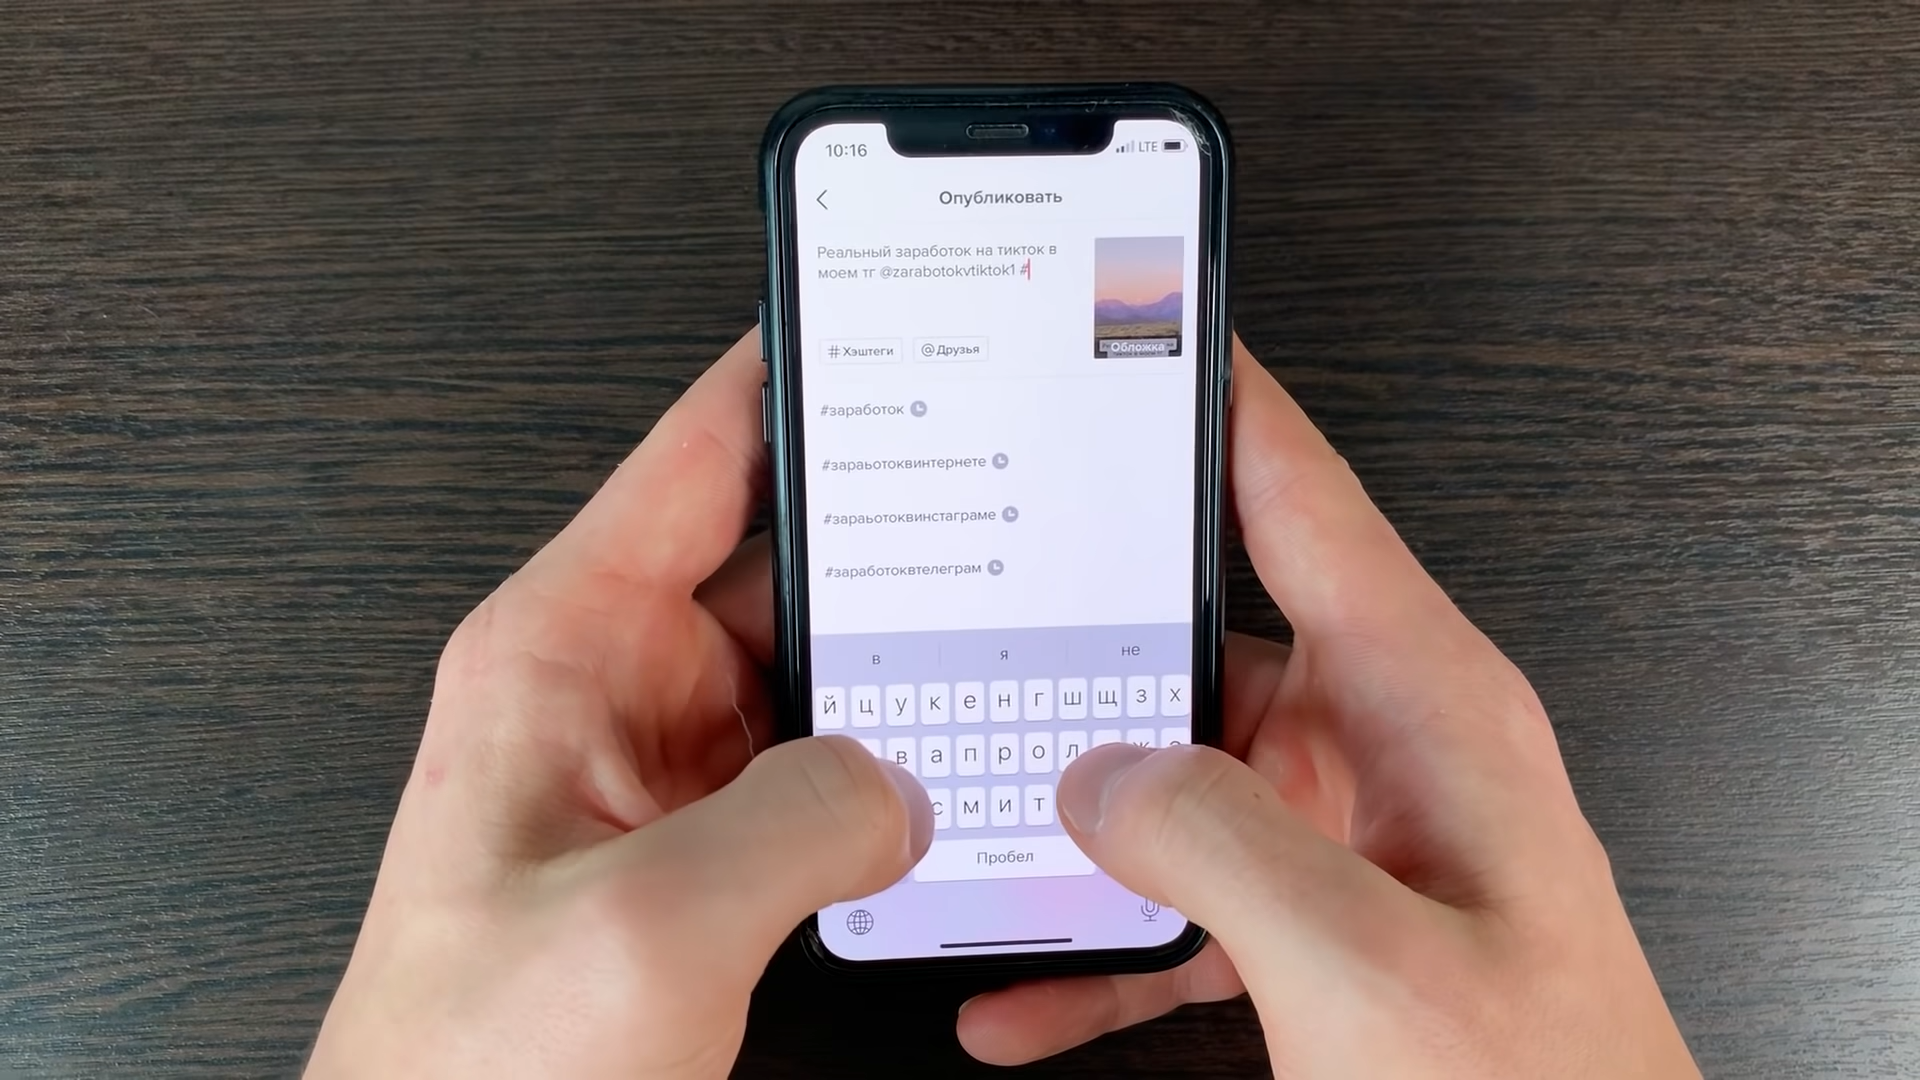 10:16
LTE
Опубликовать
Реальный заработок на тикток в
моем тг @zarabotokvtiktok1 #
Обложка
# Хэштеги
@ Друзья
#заработок
#зараьотоквинтернете
#зараьотоквинстаграме
#заработоквтелеграм
в я не
й ц у к е н г ш щ з х
в а п р о л ж э
с м и т
Пробел